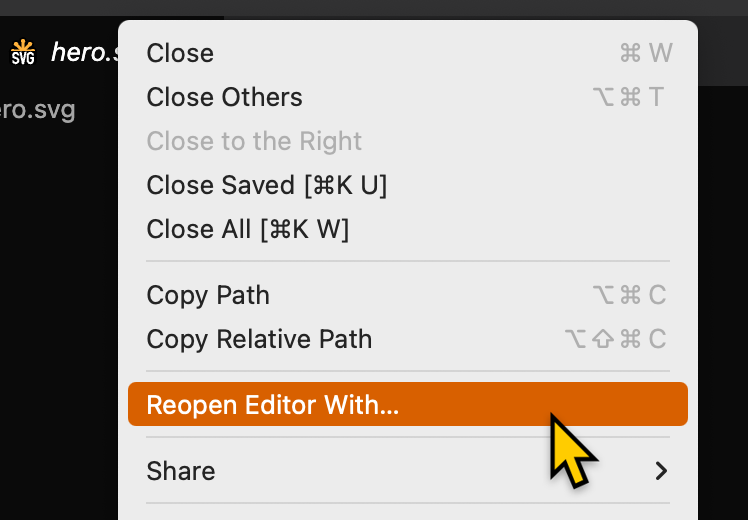 SVG hero.s
ero.svg
Close ⌘ W
Close Others ⌥ ⌘ T
Close to the Right
Close Saved [⌘K U]
Close All [⌘K W]
Copy Path ⌥ ⌘ C
Copy Relative Path ⌥ ⇧ ⌘ C
Reopen Editor With...
Share